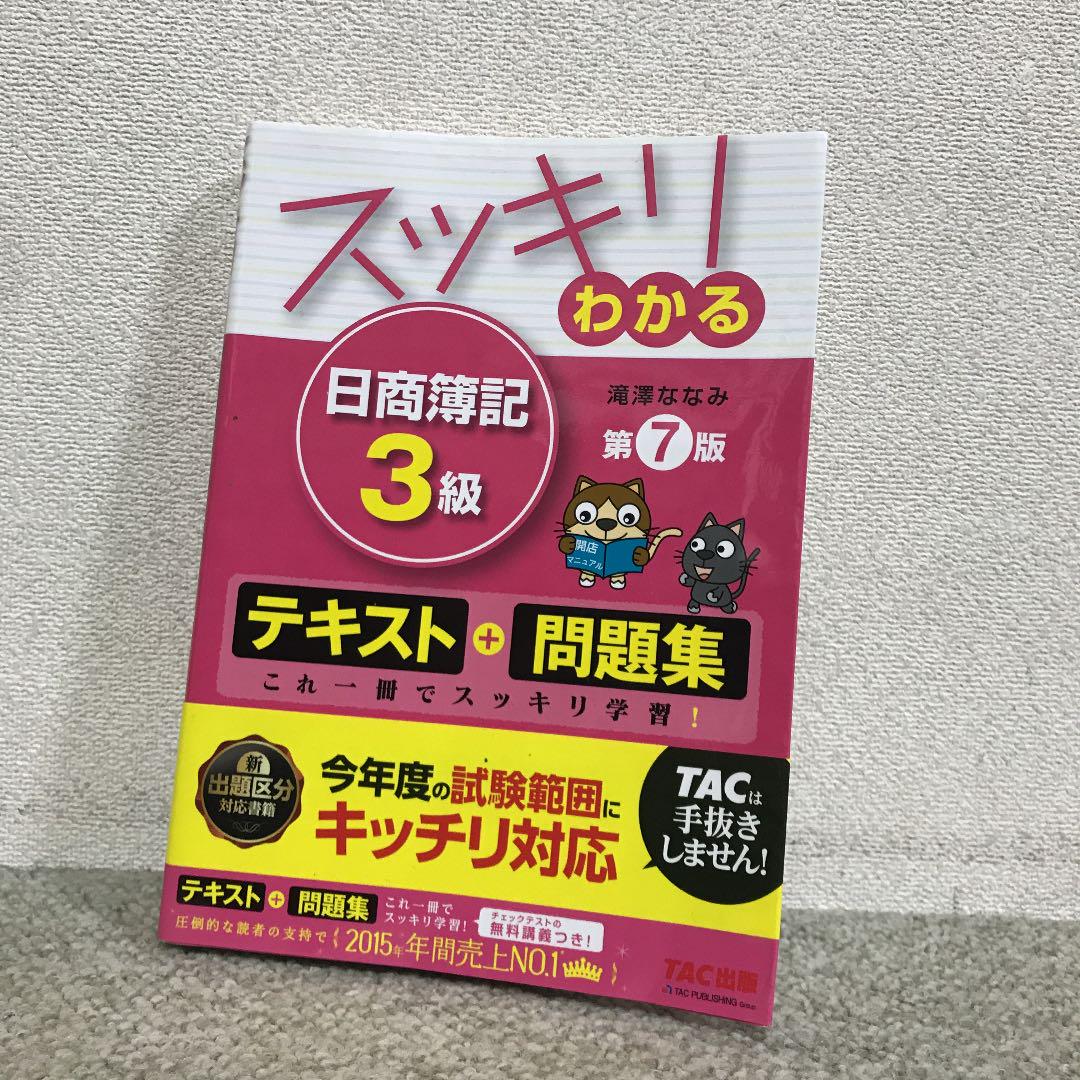 スッキリ
わかる
日商簿記
3級
滝澤ななみ
第7版
開店
マニュアル
テキスト+問題集
これ一冊でスッキリ学習!
新
出題区分
対応書籍
今年度の試験範囲に
キッチリ対応
TACは
手抜き
しません!
テキスト+問題集
これ一冊で
スッキリ学習!
チェックテストの
無料講義つき!
圧倒的な読者の支持で
2015年年間売上NO.1
TAC出版
TAC PUBLISHING Group